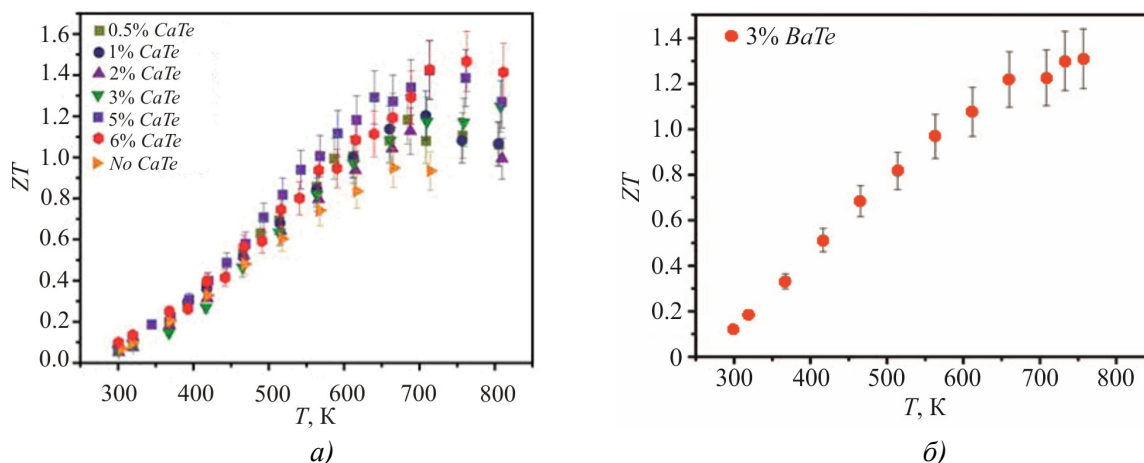 0.5% CaTe
1% CaTe
2% CaTe
3% CaTe
5% CaTe
6% CaTe
No CaTe
ZT
1.6
1.4
1.2
1.0
0.8
0.6
0.4
0.2
0.0
300 400 500 600 700 800
T, К
а)
3% BaTe
ZT
1.4
1.2
1.0
0.8
0.6
0.4
0.2
0
300 400 500 600 700 800
T, К
б)